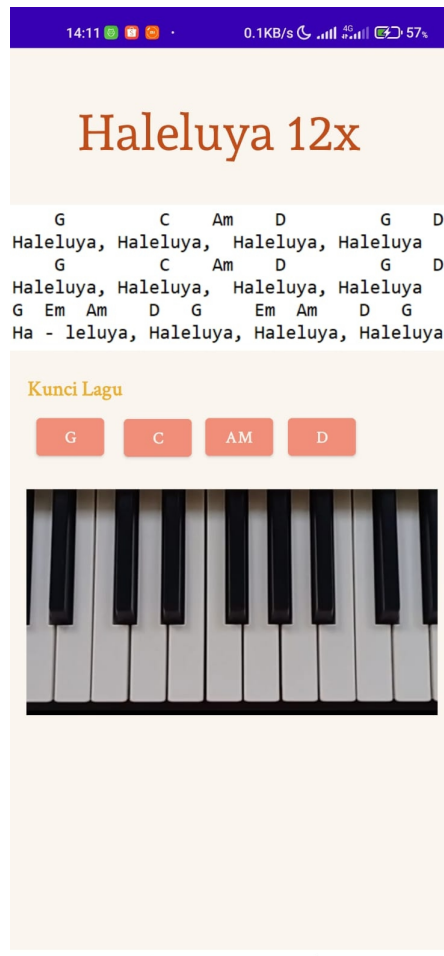 14:11 0.1KB/s 4G 57%
Haleluya 12x
G C Am D G D
Haleluya, Haleluya, Haleluya, Haleluya
G C Am D G D
Haleluya, Haleluya, Haleluya, Haleluya
G Em Am D G Em Am D G
Ha - leluya, Haleluya, Haleluya, Haleluya
Kunci Lagu
G C AM D